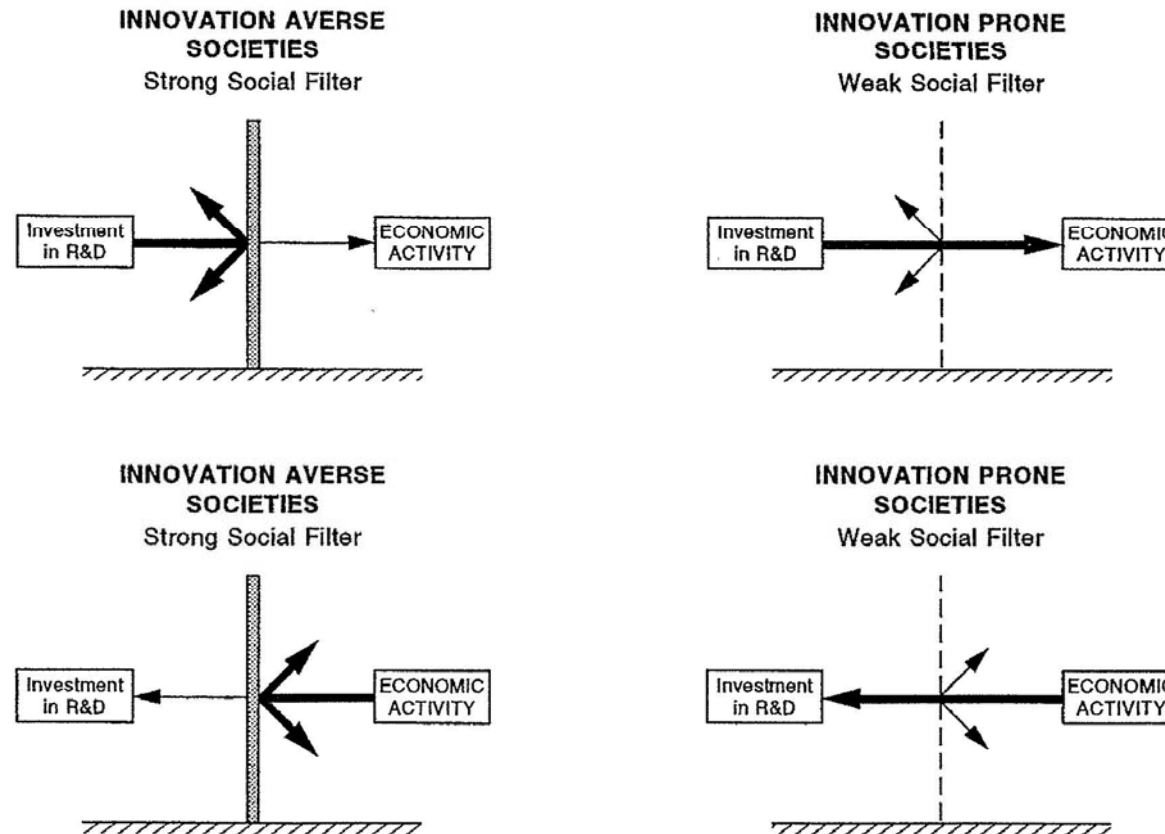 INNOVATION AVERSE
SOCIETIES
Strong Social Filter
Investment
in R&D
ECONOMIC
ACTIVITY
INNOVATION PRONE
SOCIETIES
Weak Social Filter
Investment
in R&D
ECONOMIC
ACTIVITY
INNOVATION AVERSE
SOCIETIES
Strong Social Filter
Investment
in R&D
ECONOMIC
ACTIVITY
INNOVATION PRONE
SOCIETIES
Weak Social Filter
Investment
in R&D
ECONOMIC
ACTIVITY